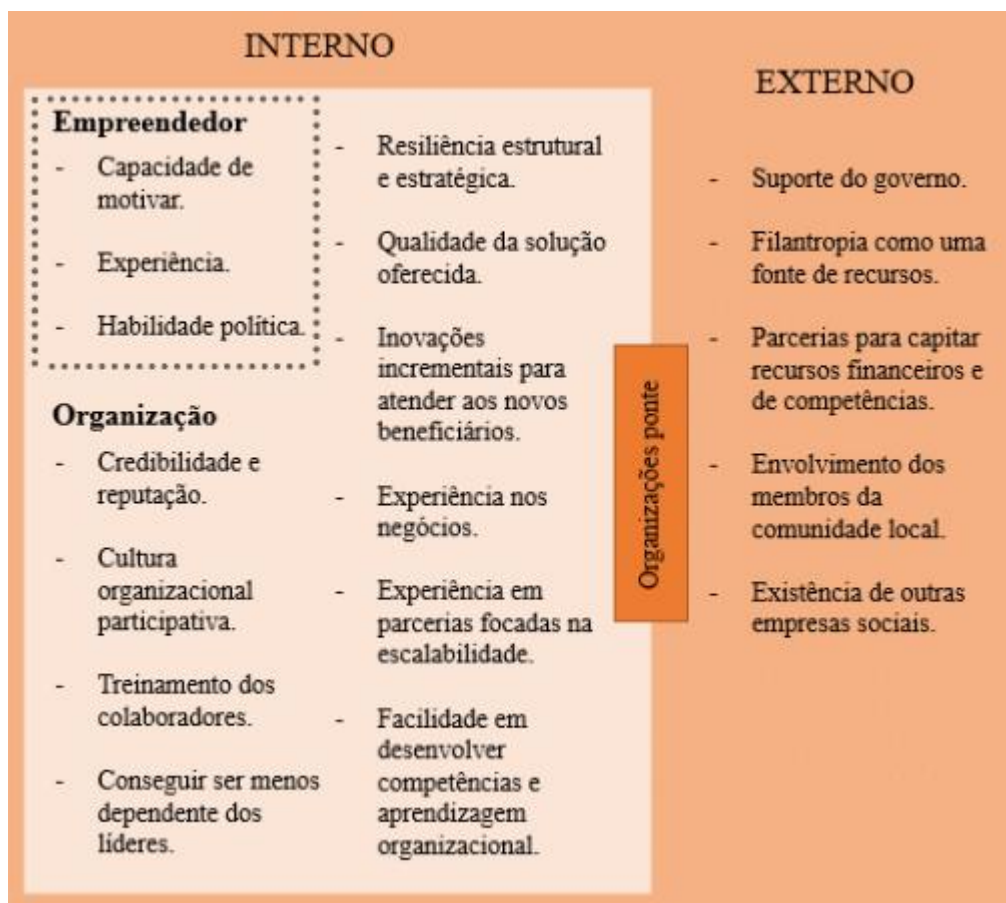 INTERNO
Empreendedor
- Capacidade de
motivar.
- Experiência.
- Habilidade política.
Organização
- Credibilidade e
reputação.
- Cultura
organizacional
participativa.
- Treinamento dos
colaboradores.
- Conseguir ser menos
dependente dos
líderes.
- Resiliência estrutural
e estratégica.
- Qualidade da solução
oferecida.
- Inovações
incrementais para
atender aos novos
beneficiários.
- Experiência nos
negócios.
- Experiência em
parcerias focadas na
escalabilidade.
- Facilidade em
desenvolver
competências e
aprendizagem
organizacional.
Organizações ponte
EXTERNO
- Suporte do governo.
- Filantropia como uma
fonte de recursos.
- Parcerias para capitar
recursos financeiros e
de competências.
- Envolvimento dos
membros da
comunidade local.
- Existência de outras
empresas sociais.